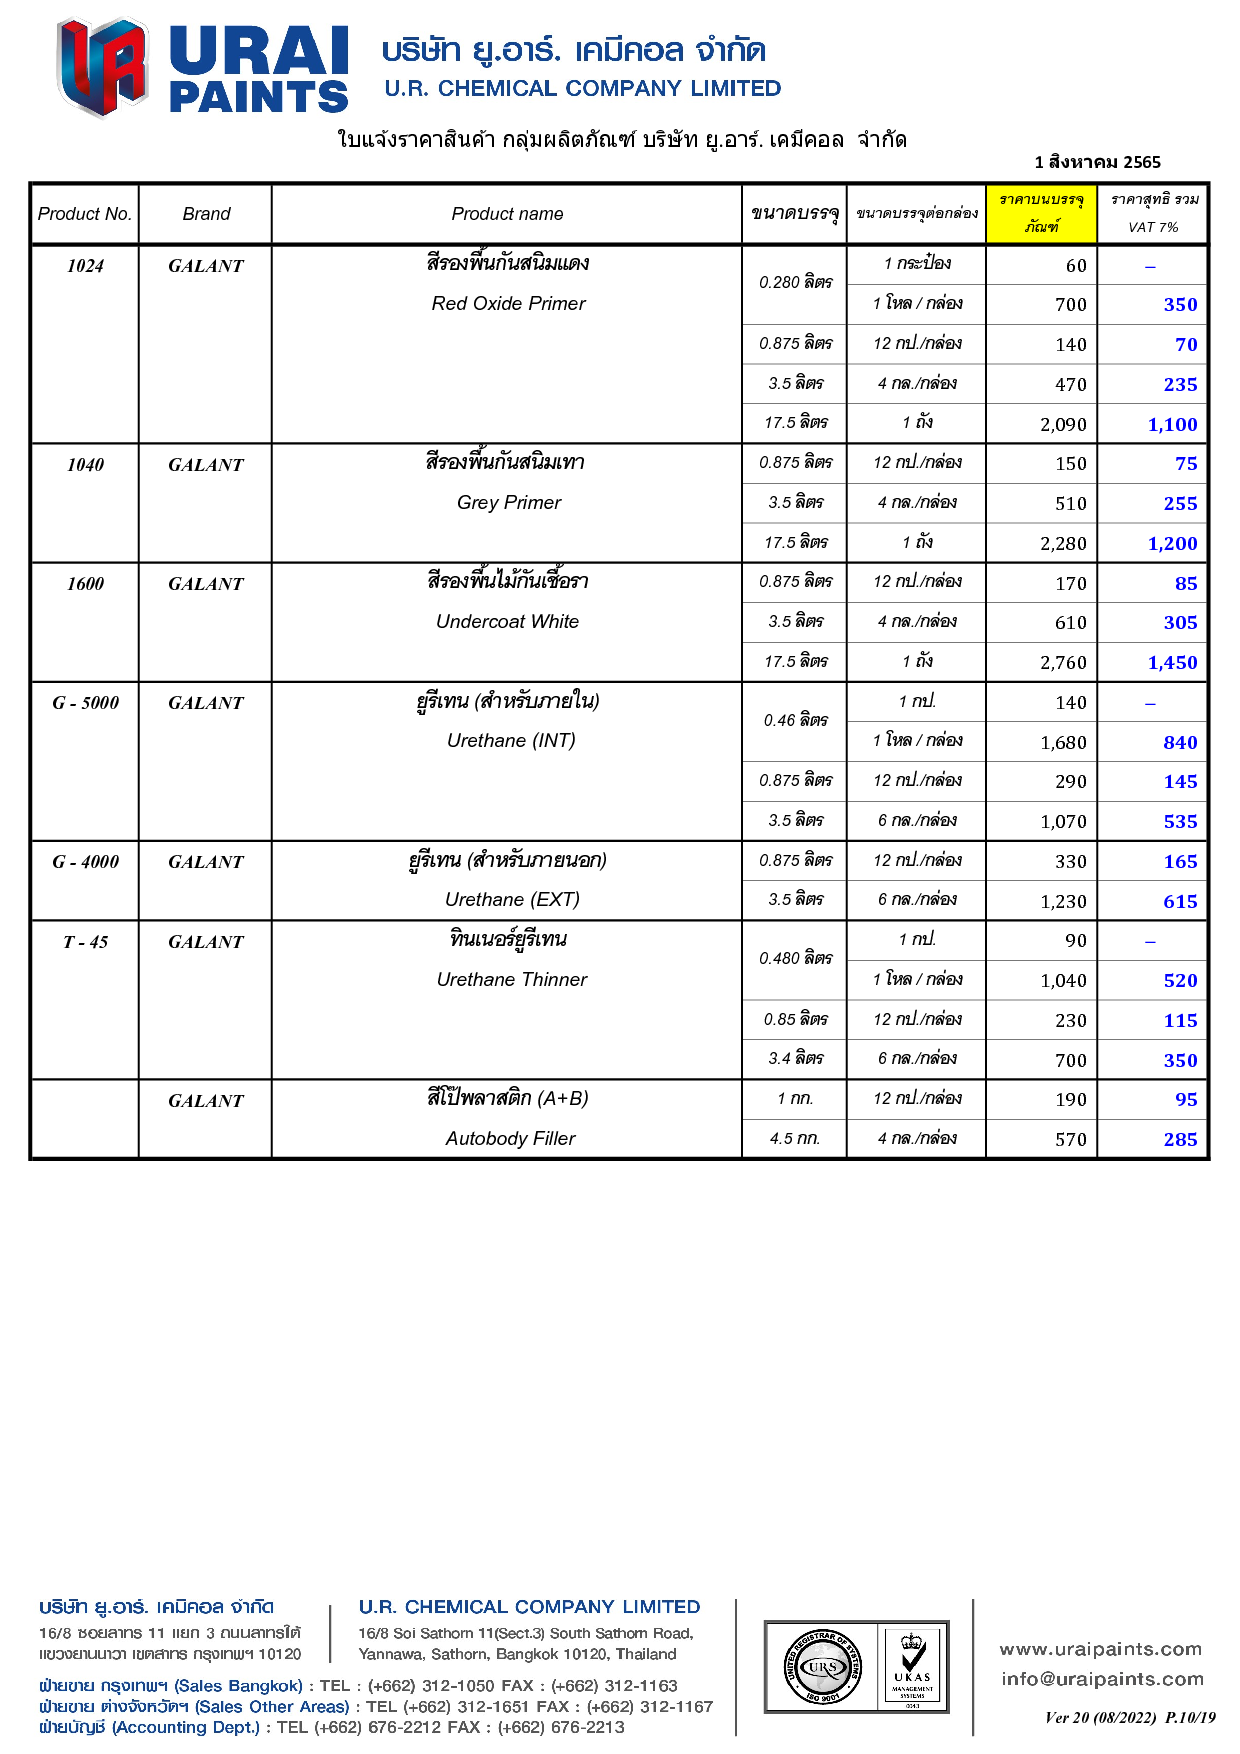 URAI
PAINTS
บริษัท ยู.อาร์. เคมีคอล จำกัด
U.R. CHEMICAL COMPANY LIMITED
ใบแจ้งราคาสินค้า กลุ่มผลิตภัณฑ์ บริษัท ยู.อาร์. เคมีคอล จำกัด
1 สิงหาคม 2565
Product No. Brand Product name ขนาดบรรจุ ขนาดบรรจุต่อกล่อง ราคาบนบรรจุ ราคาสุทธิ รวม
ภัณฑ์ VAT 7%
1024 GALANT สีรองพื้นกันสนิมแดง 0.280 ลิตร 1 กระป๋อง 60 –
Red Oxide Primer 1 โหล / กล่อง 700 350
0.875 ลิตร 12 กป./กล่อง 140 70
3.5 ลิตร 4 กล./กล่อง 470 235
17.5 ลิตร 1 ถัง 2,090 1,100
1040 GALANT สีรองพื้นกันสนิมเทา 0.875 ลิตร 12 กป./กล่อง 150 75
Grey Primer 3.5 ลิตร 4 กล./กล่อง 510 255
17.5 ลิตร 1 ถัง 2,280 1,200
1600 GALANT สีรองพื้นไม้กันเชื้อรา 0.875 ลิตร 12 กป./กล่อง 170 85
Undercoat White 3.5 ลิตร 4 กล./กล่อง 610 305
17.5 ลิตร 1 ถัง 2,760 1,450
G - 5000 GALANT ยูรีเทน (สำหรับภายใน) 0.46 ลิตร 1 กป. 140 –
Urethane (INT) 1 โหล / กล่อง 1,680 840
0.875 ลิตร 12 กป./กล่อง 290 145
3.5 ลิตร 6 กล./กล่อง 1,070 535
G - 4000 GALANT ยูรีเทน (สำหรับภายนอก) 0.875 ลิตร 12 กป./กล่อง 330 165
Urethane (EXT) 3.5 ลิตร 6 กล./กล่อง 1,230 615
T - 45 GALANT ทินเนอร์ยูรีเทน 0.480 ลิตร 1 กป. 90 –
Urethane Thinner 1 โหล / กล่อง 1,040 520
0.85 ลิตร 12 กป./กล่อง 230 115
3.4 ลิตร 6 กล./กล่อง 700 350
GALANT สีโป๊พลาสติก (A+B) 1 กก. 12 กป./กล่อง 190 95
Autobody Filler 4.5 กก. 4 กล./กล่อง 570 285
บริษัท ยู.อาร์. เคมีคอล จำกัด
16/8 ซอยสาทร 11 แยก 3 ถนนสาทรใต้
แขวงยานนาวา เขตสาทร กรุงเทพฯ 10120
U.R. CHEMICAL COMPANY LIMITED
16/8 Soi Sathorn 11(Sect.3) South Sathorn Road,
Yannawa, Sathorn, Bangkok 10120, Thailand
ฝ่ายขาย กรุงเทพฯ (Sales Bangkok) : TEL : (+662) 312-1050 FAX : (+662) 312-1163
ฝ่ายขาย ต่างจังหวัดฯ (Sales Other Areas) : TEL (+662) 312-1651 FAX : (+662) 312-1167
ฝ่ายบัญชี (Accounting Dept.) : TEL (+662) 676-2212 FAX : (+662) 676-2213
UNITED REGISTRAR OF SYSTEMS
URS
ISO 9001
UKAS
MANAGEMENT
SYSTEMS
0043
www.uraipaints.com
info@uraipaints.com
Ver 20 (08/2022) P.10/19